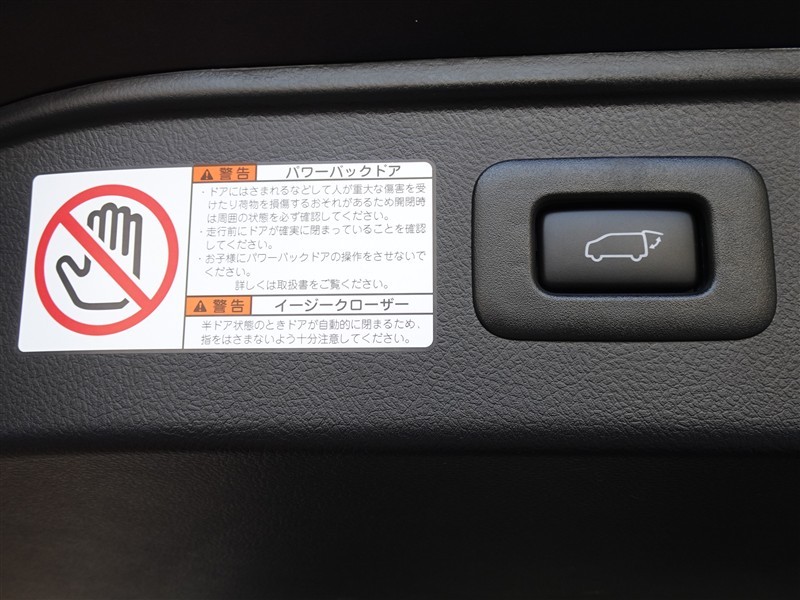 警告 パワーバックドア
・ドアにはさまれるなどして人が重大な傷害を受
けたり荷物を損傷するおそれがあるため開閉時
は周囲の状態を必ず確認してください。
・走行前にドアが確実に閉まっていることを確認
してください。
・お子様にパワーバックドアの操作をさせないで
ください。
詳しくは取扱書をご覧ください。
警告 イージークローザー
半ドア状態のときドアが自動的に閉まるため、
指をはさまないよう十分注意してください。